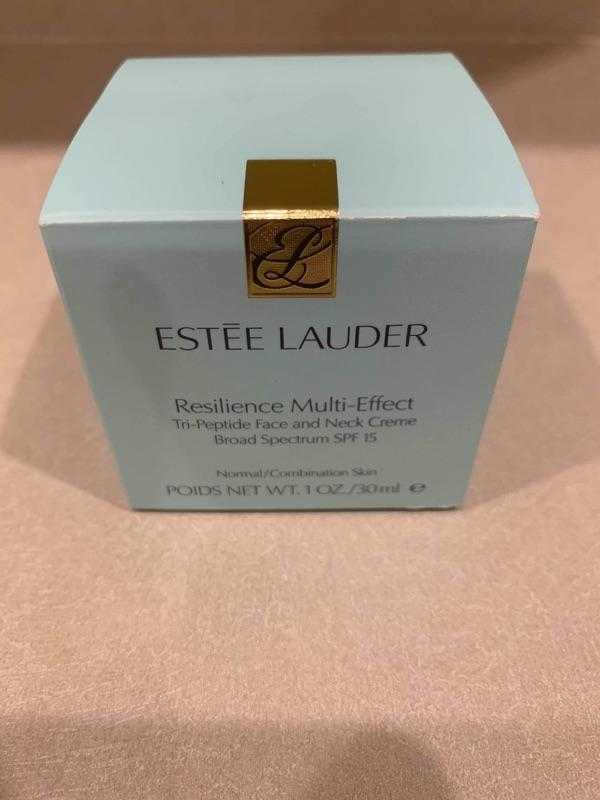 EL
ESTĒE LAUDER
Resilience Multi-Effect
Tri-Peptide Face and Neck Creme
Broad Spectrum SPF 15
Normal/Combination Skin
POIDS NET WT. 1 OZ./30ml ℮